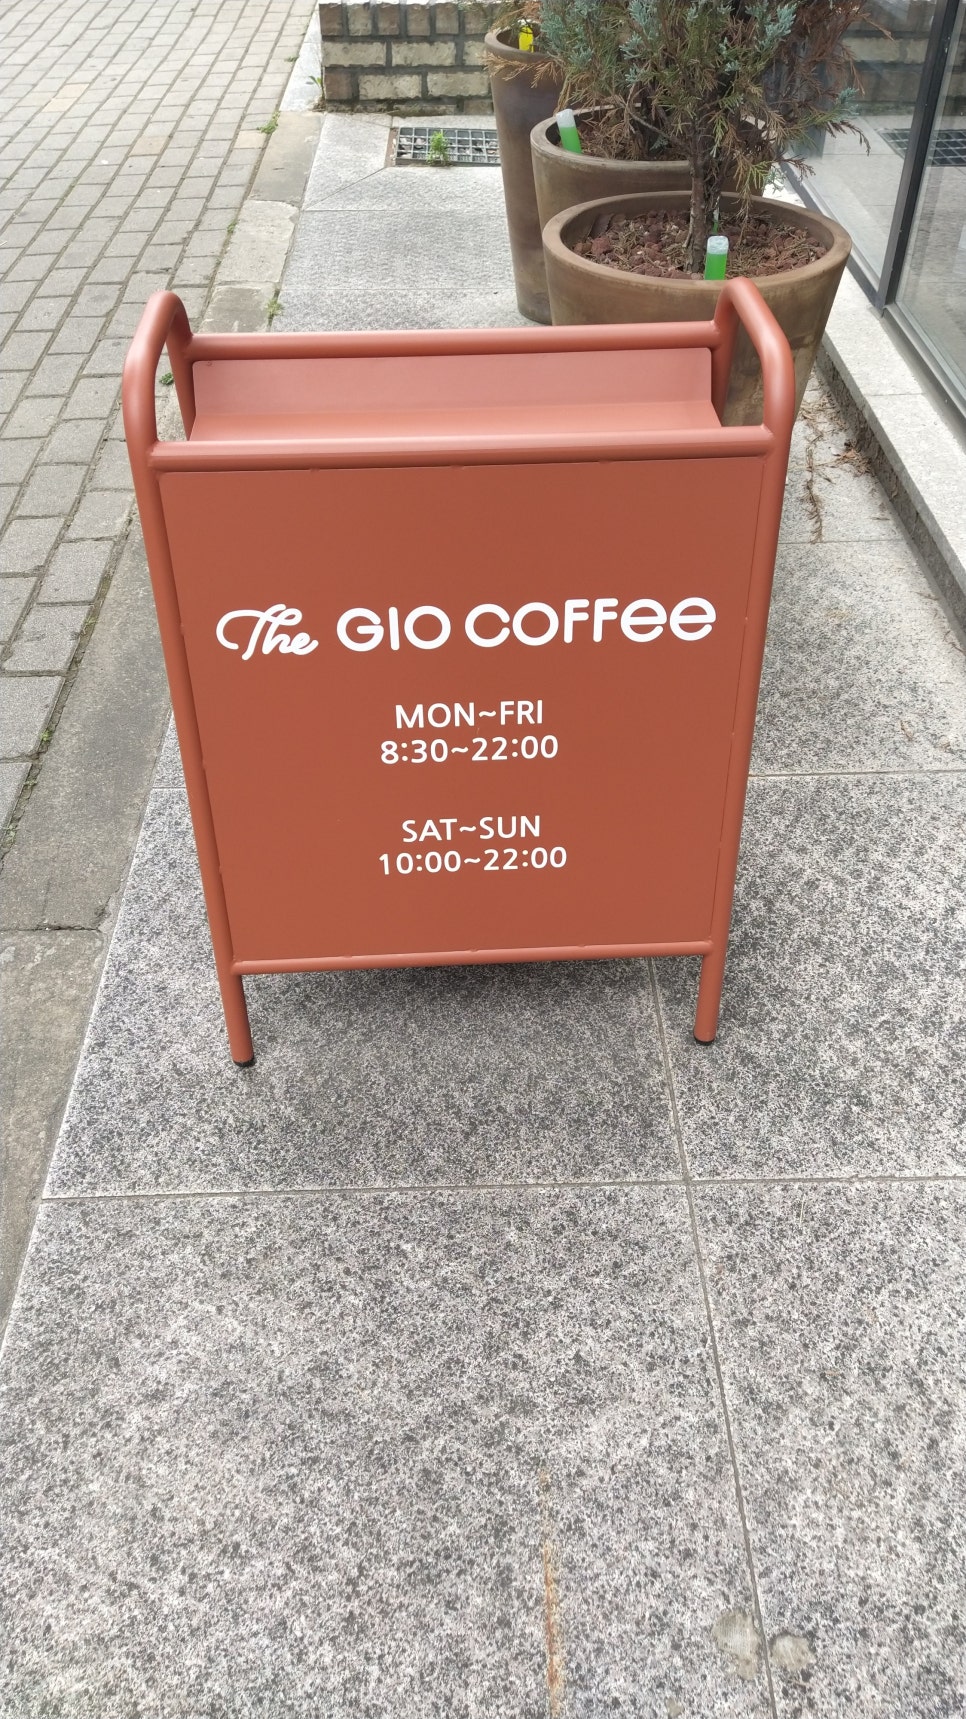 The GIO COFFEE
MON~FRI
8:30~22:00
SAT~SUN
10:00~22:00